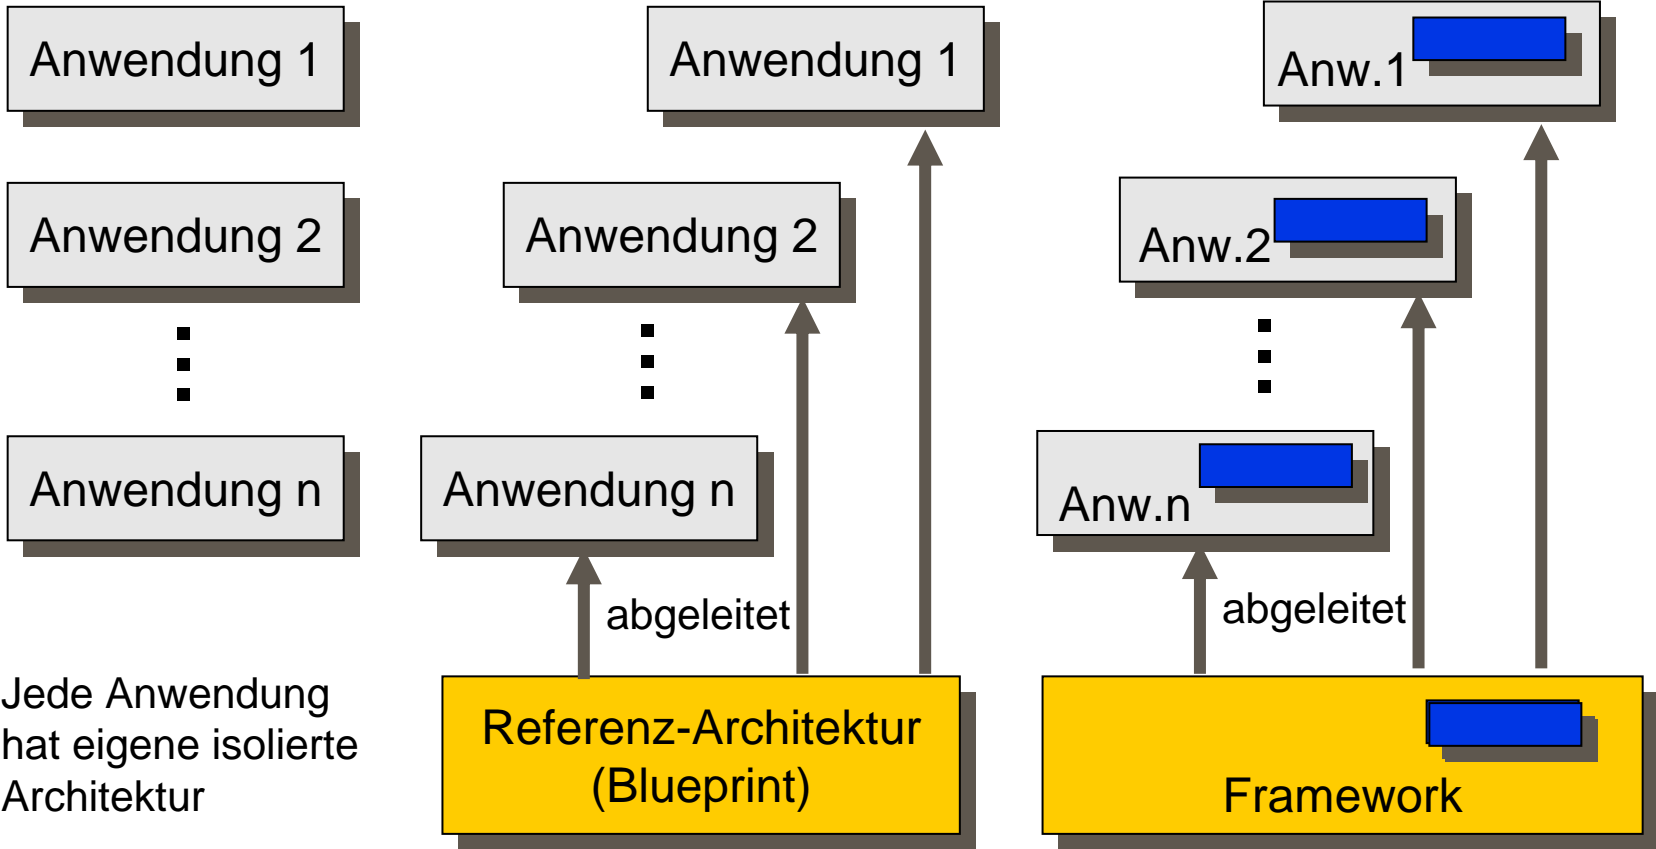 Anwendung 1
Anwendung 2
Anwendung n
Jede Anwendung
hat eigene isolierte
Architektur
Anwendung 1
Anwendung 2
Anwendung n
abgeleitet
Referenz-Architektur
(Blueprint)
Anw.1
Anw.2
Anw.n
abgeleitet
Framework